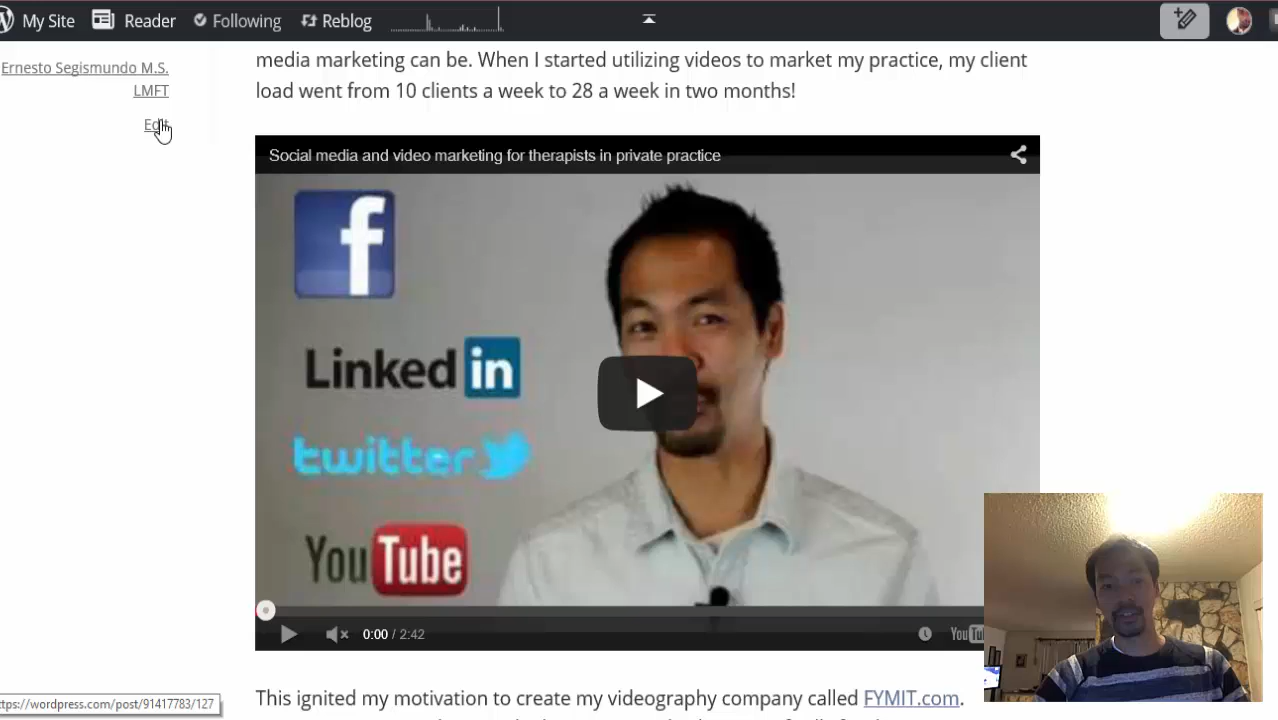 My Site Reader Following Reblog
Ernesto Segismundo M.S.
LMFT
media marketing can be. When I started utilizing videos to market my practice, my client
load went from 10 clients a week to 28 a week in two months!
Social media and video marketing for therapists in private practice
f
Linked in
twitter
YouTube
0:00 / 2:42
This ignited my motivation to create my videography company called FYMIT.com.
ttps://wordpress.com/post/91417783/127